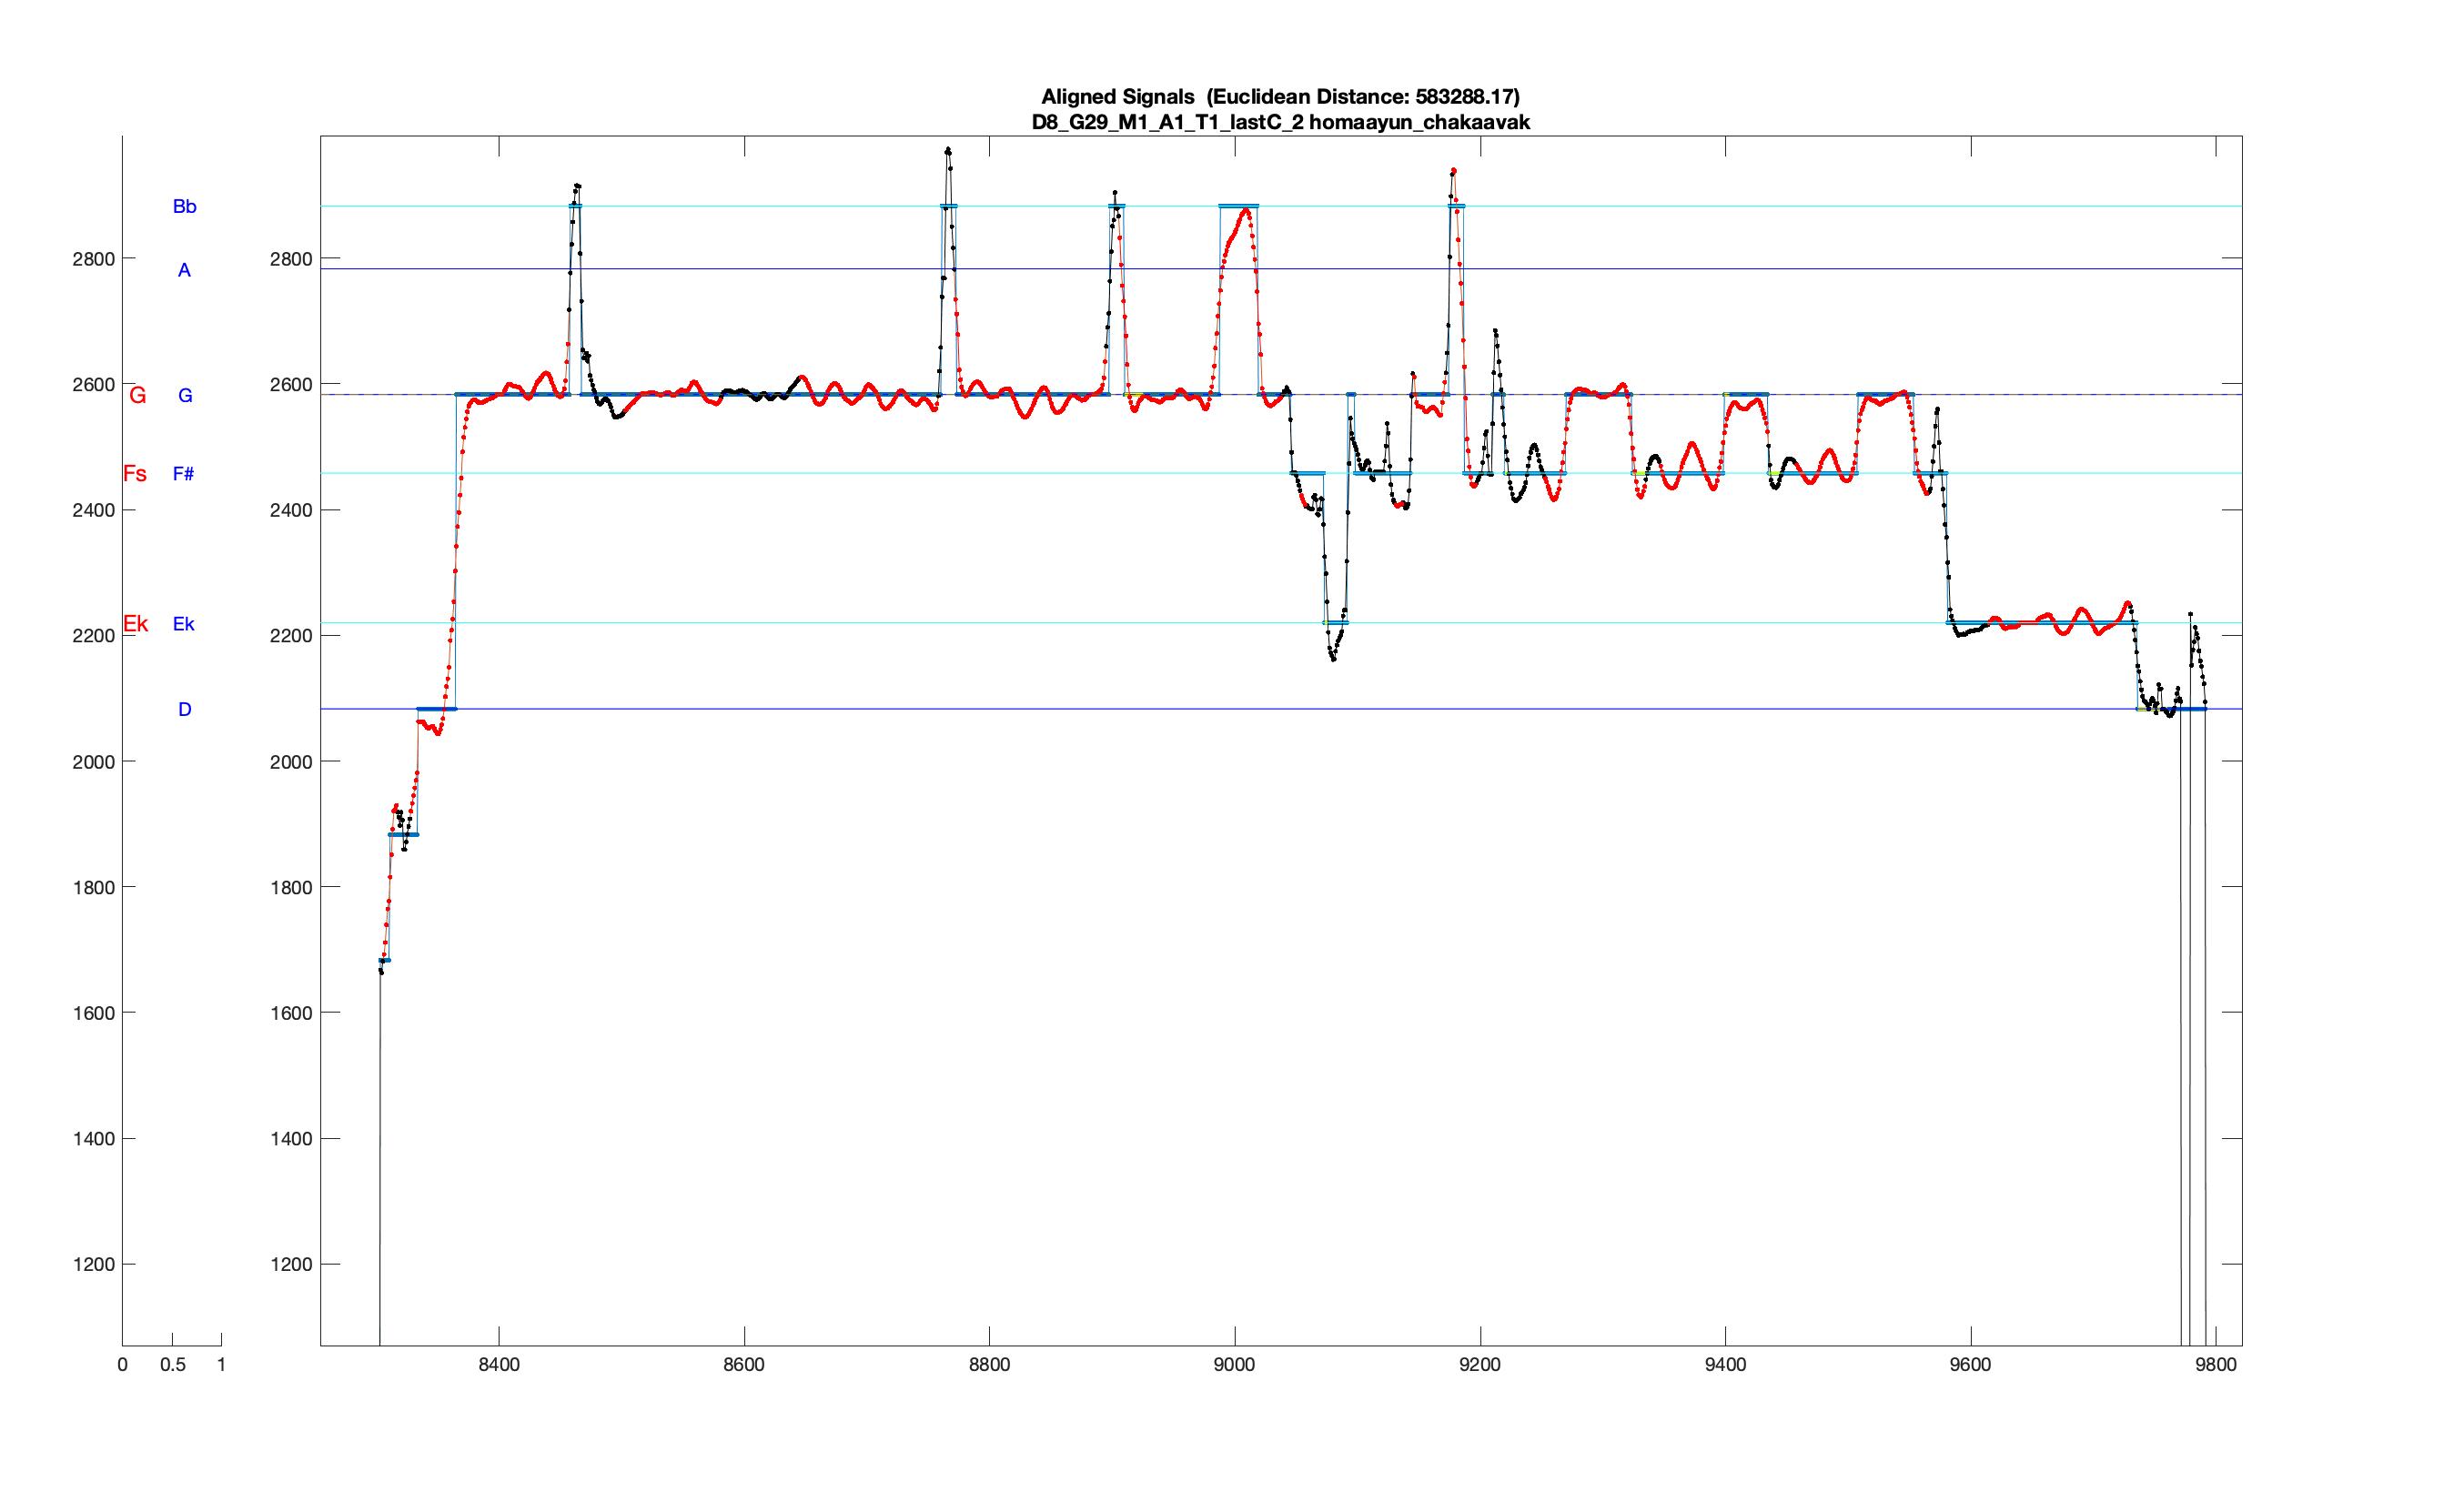 Aligned Signals  (Euclidean Distance: 583288.17)
D8_G29_M1_A1_T1_lastC_2 homaayun_chakaavak
Bb
2800 A 2800
2600 G G 2600
Fs F#
2400 2400
Ek Ek
2200 2200
D
2000 2000
1800 1800
1600 1600
1400 1400
1200 1200
0 0.5 1 8400 8600 8800 9000 9200 9400 9600 9800